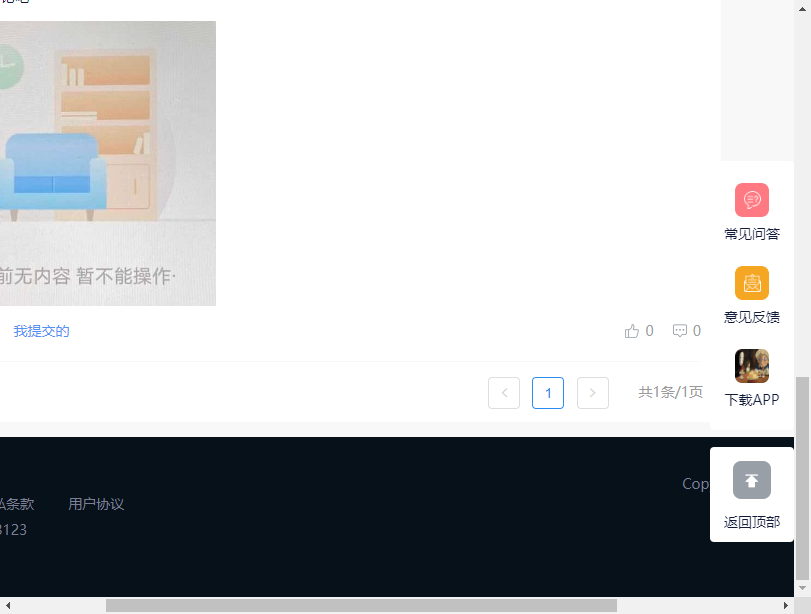 前无内容 暂不能操作·
我提交的
0
0
1
共1条/1页
常见问答
意见反馈
下载APP
返回顶部
Cop
条款
用户协议
123